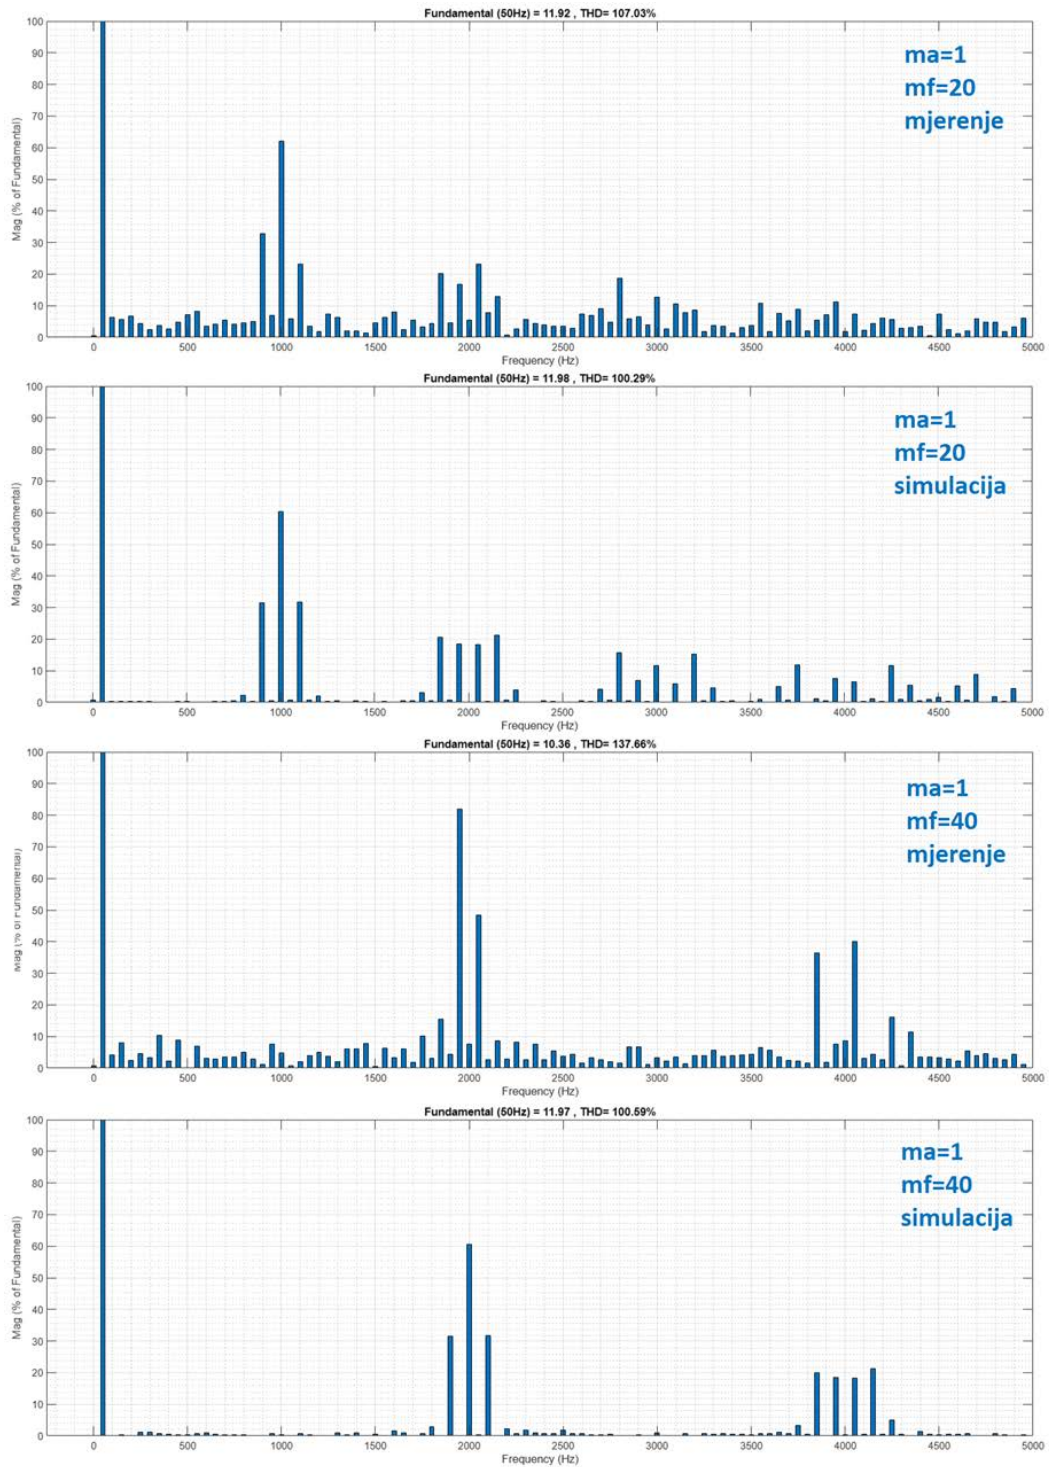 Fundamental (50Hz) = 11.92 , THD= 107.03%
100
90
80
70
60
50
40
30
20
10
0
Mag (% of Fundamental)
ma=1
mf=20
mjerenje
0 500 1000 1500 2000 2500 3000 3500 4000 4500 5000
Frequency (Hz)
Fundamental (50Hz) = 11.98 , THD= 100.29%
100
90
80
70
60
50
40
30
20
10
0
Mag (% of Fundamental)
ma=1
mf=20
simulacija
0 500 1000 1500 2000 2500 3000 3500 4000 4500 5000
Frequency (Hz)
Fundamental (50Hz) = 10.36 , THD= 137.66%
100
90
80
70
60
50
40
30
20
10
0
Mag (% of Fundamental)
ma=1
mf=40
mjerenje
0 500 1000 1500 2000 2500 3000 3500 4000 4500 5000
Frequency (Hz)
Fundamental (50Hz) = 11.97 , THD= 100.59%
100
90
80
70
60
50
40
30
20
10
0
Mag (% of Fundamental)
ma=1
mf=40
simulacija
0 500 1000 1500 2000 2500 3000 3500 4000 4500 5000
Frequency (Hz)